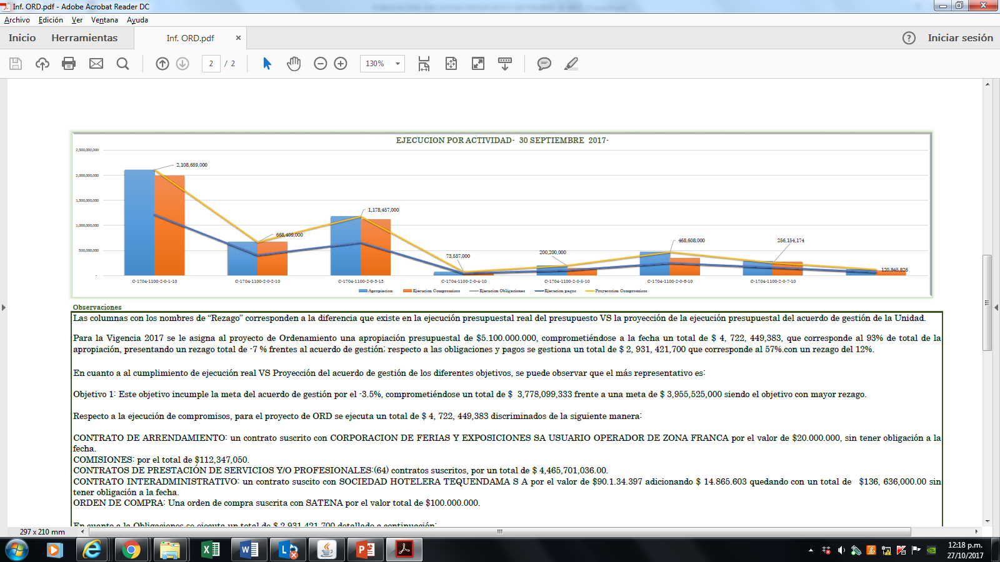 Inf. ORD.pdf - Adobe Acrobat Reader DC
Archivo Edición Ver Ventana Ayuda
Inicio Herramientas Inf. ORD.pdf × ? Iniciar sesión
2 / 2 130%
EJECUCION POR ACTIVIDAD- 30 SEPTIEMBRE 2017-
2,500,000,000
2,108,659,000
2,000,000,000
1,500,000,000
1,178,457,000
1,000,000,000
668,409,000
468,608,000
256,154,174
500,000,000
73,557,000
200,200,000
120,845,826
-
C-1704-1100-2-0-1-10 C-1704-1100-2-0-2-10 C-1704-1100-2-0-5-15 C-1704-1100-2-0-4-10 C-1704-1100-2-0-5-10 C-1704-1100-2-0-6-10 C-1704-1100-2-0-7-10
Apropiacion Ejecucion Compromisos Ejecucion Obligaciones Ejecucion pagos Proyeccion Compromisos
Observaciones
Las columnas con los nombres de “Rezago” corresponden a la diferencia que existe en la ejecución presupuestal real del presupuesto VS la proyección de la ejecución presupuestal del acuerdo de gestión de la Unidad.
Para la Vigencia 2017 se le asigna al proyecto de Ordenamiento una apropiación presupuestal de $5.100.000.000, comprometiéndose a la fecha un total de $ 4, 722, 449,383, que corresponde al 93% de total de la
apropiación, presentando un rezago total de -7 % frentes al acuerdo de gestión; respecto a las obligaciones y pagos se gestiona un total de $ 2, 931, 421,700 que corresponde al 57%.con un rezago del 12%.
En cuanto a al cumplimiento de ejecución real VS Proyección del acuerdo de gestión de los diferentes objetivos, se puede observar que el más representativo es:
Objetivo 1: Este objetivo incumple la meta del acuerdo de gestión por el -3.5%, comprometiéndose un total de $ 3,778,099,333 frente a una meta de $ 3,955,525,000 siendo el objetivo con mayor rezago.
Respecto a la ejecución de compromisos, para el proyecto de ORD se ejecuta un total de $ 4, 722, 449,383 discriminados de la siguiente manera:
CONTRATO DE ARRENDAMIENTO: un contrato suscrito con CORPORACION DE FERIAS Y EXPOSICIONES SA USUARIO OPERADOR DE ZONA FRANCA por el valor de $20.000.000, sin tener obligación a la
fecha.
COMISIONES: por el total de $112,347,050.
CONTRATOS DE PRESTACIÓN DE SERVICIOS Y/O PROFESIONALES:(64) contratos suscritos, por un total de $ 4,465,701,036.00.
CONTRATO INTERADMINISTRATIVO: un contrato suscito con SOCIEDAD HOTELERA TEQUENDAMA S A por el valor de $90.1.34.397 adicionando $ 14.865.603 quedando con un total de $136, 636,000.00 sin
tener obligación a la fecha.
ORDEN DE COMPRA: Una orden de compra suscrita con SATENA por el valor total de $100.000.000.
En cuanto a la Obligaciones se ejecuta un total de $ 2,931,421,700 detallado a continuación:
297 x 210 mm
12:18 p.m.
27/10/2017